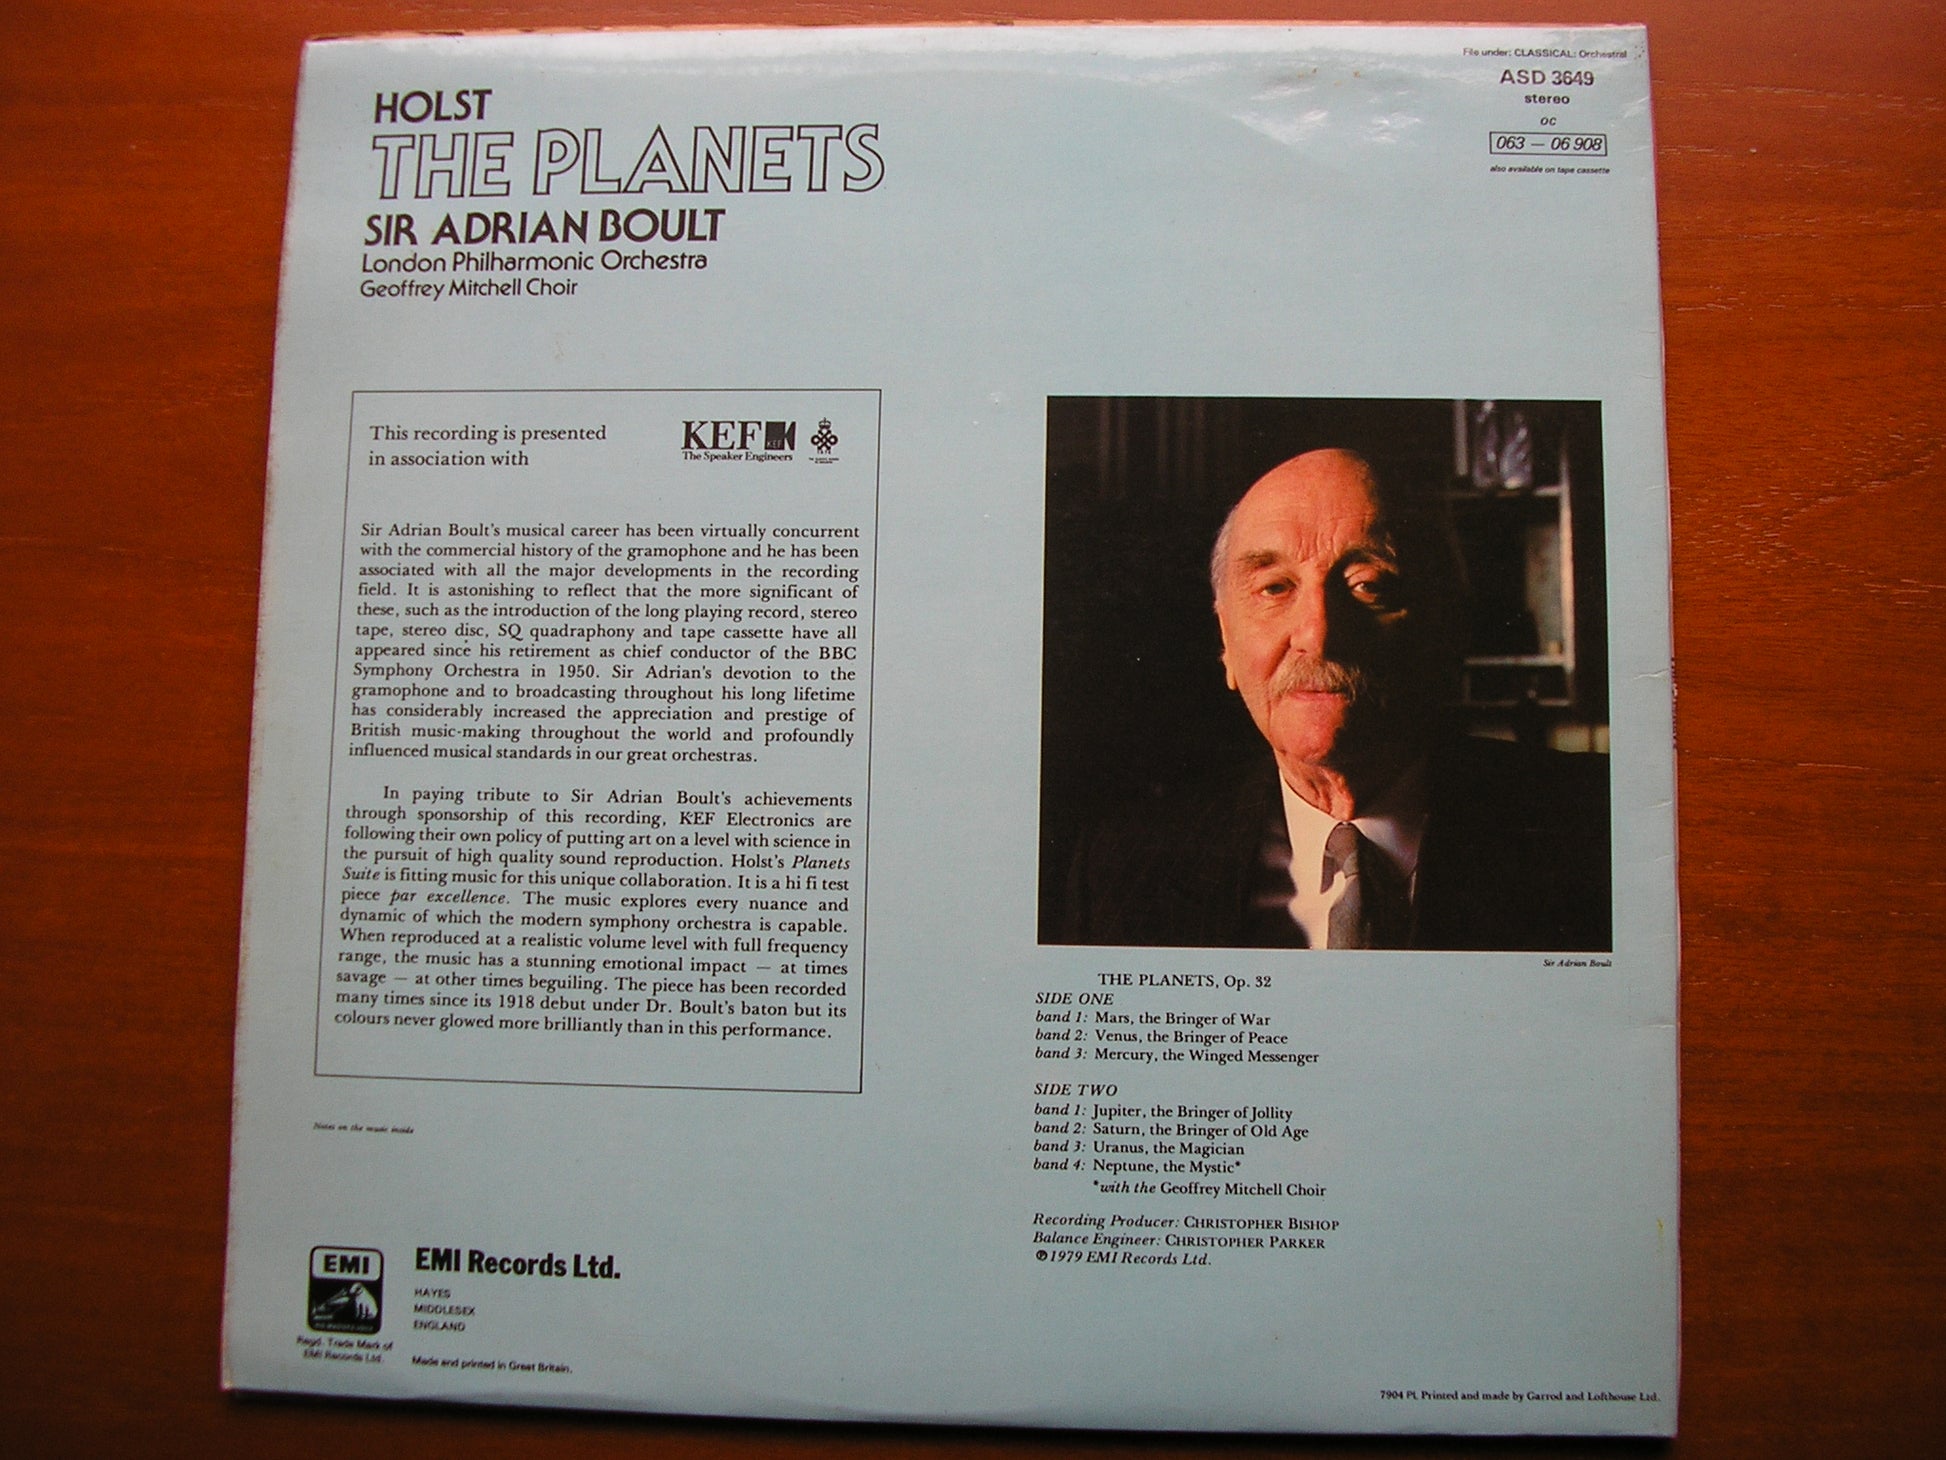 HOLST
THE PLANETS
SIR ADRIAN BOULT
London Philharmonic Orchestra
Geoffrey Mitchell Choir
File under: CLASSICAL: Orchestral
ASD 3649
stereo
OC
063 — 06 908
also available on tape cassette
This recording is presented
in association with
KEF
KEF
The Speaker Engineers
Sir Adrian Boult's musical career has been virtually concurrent
with the commercial history of the gramophone and he has been
associated with all the major developments in the recording
field. It is astonishing to reflect that the more significant of
these, such as the introduction of the long playing record, stereo
tape, stereo disc, SQ quadraphony and tape cassette have all
appeared since his retirement as chief conductor of the BBC
Symphony Orchestra in 1950. Sir Adrian's devotion to the
gramophone and to broadcasting throughout his long lifetime
has considerably increased the appreciation and prestige of
British music-making throughout the world and profoundly
influenced musical standards in our great orchestras.
In paying tribute to Sir Adrian Boult's achievements
through sponsorship of this recording, KEF Electronics are
following their own policy of putting art on a level with science in
the pursuit of high quality sound reproduction. Holst's Planets
Suite is fitting music for this unique collaboration. It is a hi fi test
piece par excellence. The music explores every nuance and
dynamic of which the modern symphony orchestra is capable.
When reproduced at a realistic volume level with full frequency
range, the music has a stunning emotional impact — at times
savage — at other times beguiling. The piece has been recorded
many times since its 1918 debut under Dr. Boult's baton but its
colours never glowed more brilliantly than in this performance.
Notes on the music inside
Sir Adrian Boult
THE PLANETS, Op. 32
SIDE ONE
band 1: Mars, the Bringer of War
band 2: Venus, the Bringer of Peace
band 3: Mercury, the Winged Messenger
SIDE TWO
band 1: Jupiter, the Bringer of Jollity
band 2: Saturn, the Bringer of Old Age
band 3: Uranus, the Magician
band 4: Neptune, the Mystic*
*with the Geoffrey Mitchell Choir
Recording Producer: CHRISTOPHER BISHOP
Balance Engineer: CHRISTOPHER PARKER
℗ 1979 EMI Records Ltd.
EMI
Regd. Trade Mark of
EMI Records Ltd.
EMI Records Ltd.
HAYES
MIDDLESEX
ENGLAND
Made and printed in Great Britain.
7904 PL Printed and made by Garrod and Lofthouse Ltd.